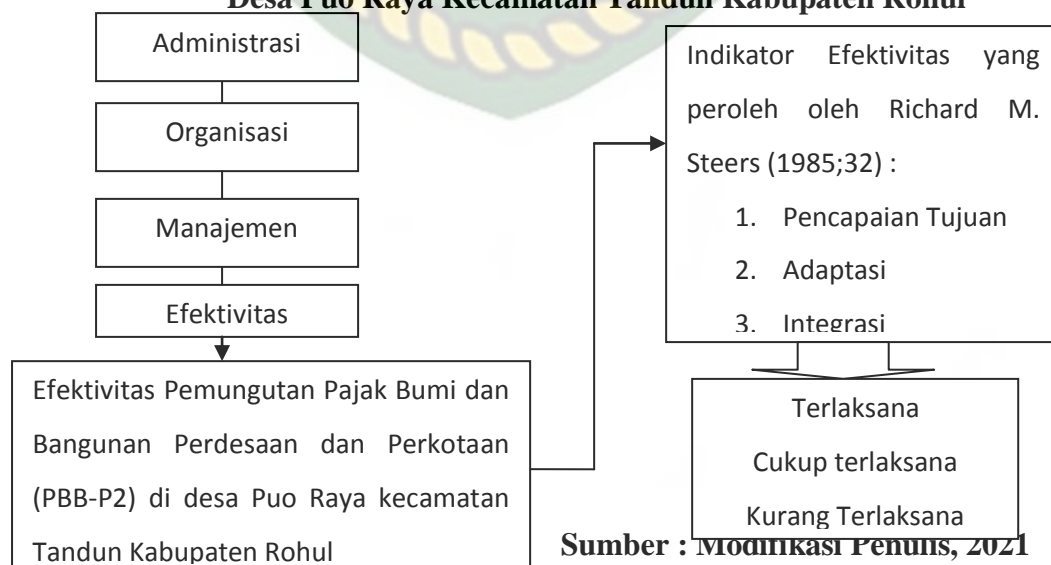 Desa Puo Raya Kecamatan Tandun Kabupaten Rohul
Administrasi
Organisasi
Manajemen
Efektivitas
Efektivitas Pemungutan Pajak Bumi dan
Bangunan Perdesaan dan Perkotaan
(PBB-P2) di desa Puo Raya kecamatan
Tandun Kabupaten Rohul
Indikator Efektivitas yang
peroleh oleh Richard M.
Steers (1985;32) :
1. Pencapaian Tujuan
2. Adaptasi
3. Integrasi
Terlaksana
Cukup terlaksana
Kurang Terlaksana
Sumber : Modifikasi Penulis, 2021